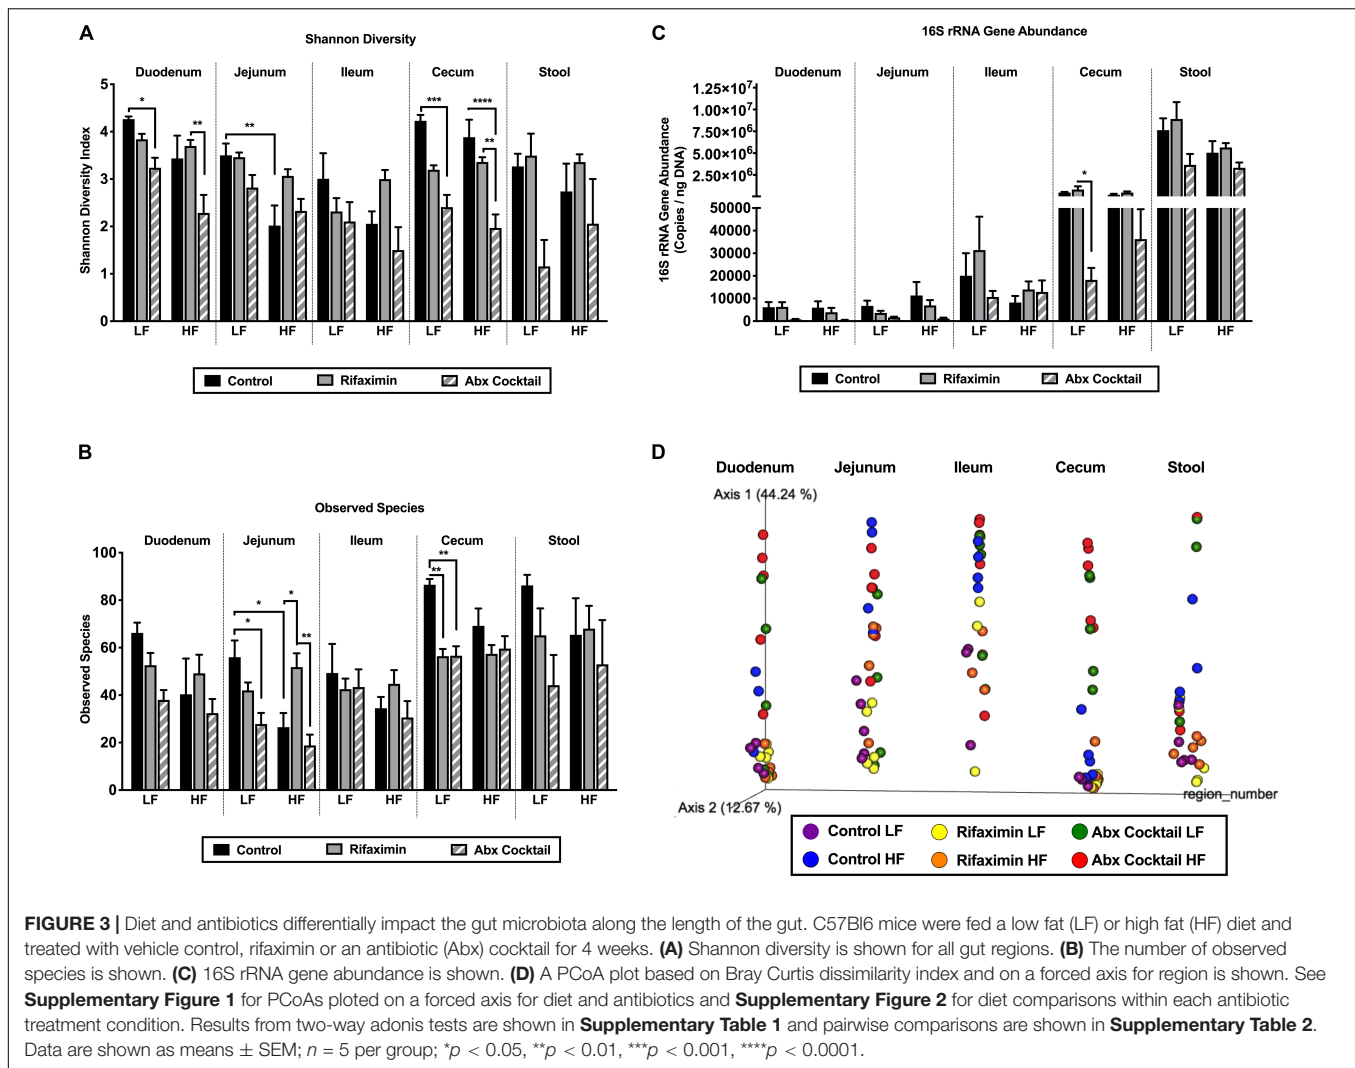 A
Shannon Diversity
Duodenum Jejunum Ileum Cecum Stool
Shannon Diversity Index
5
4
3
2
1
0
* ** ** *** **** **
LF HF LF HF LF HF LF HF LF HF
Control Rifaximin Abx Cocktail
C
16S rRNA Gene Abundance
Duodenum Jejunum Ileum Cecum Stool
16S rRNA Gene Abundance
(Copies / ng DNA)
1.25×10⁷
1.00×10⁷
7.50×10⁶
5.00×10⁶
2.50×10⁶
50000
40000
30000
20000
10000
0
*
LF HF LF HF LF HF LF HF LF HF
Control Rifaximin Abx Cocktail
B
Observed Species
Duodenum Jejunum Ileum Cecum Stool
Observed Species
100
80
60
40
20
0
* * * ** ** **
LF HF LF HF LF HF LF HF LF HF
Control Rifaximin Abx Cocktail
D
Duodenum Jejunum Ileum Cecum Stool
Axis 1 (44.24 %)
Axis 2 (12.67 %)
region_number
Control LF Rifaximin LF Abx Cocktail LF
Control HF Rifaximin HF Abx Cocktail HF
FIGURE 3 | Diet and antibiotics differentially impact the gut microbiota along the length of the gut. C57Bl6 mice were fed a low fat (LF) or high fat (HF) diet and
treated with vehicle control, rifaximin or an antibiotic (Abx) cocktail for 4 weeks. (A) Shannon diversity is shown for all gut regions. (B) The number of observed
species is shown. (C) 16S rRNA gene abundance is shown. (D) A PCoA plot based on Bray Curtis dissimilarity index and on a forced axis for region is shown. See
Supplementary Figure 1 for PCoAs ploted on a forced axis for diet and antibiotics and Supplementary Figure 2 for diet comparisons within each antibiotic
treatment condition. Results from two-way adonis tests are shown in Supplementary Table 1 and pairwise comparisons are shown in Supplementary Table 2.
Data are shown as means ± SEM; n = 5 per group; *p < 0.05, **p < 0.01, ***p < 0.001, ****p < 0.0001.